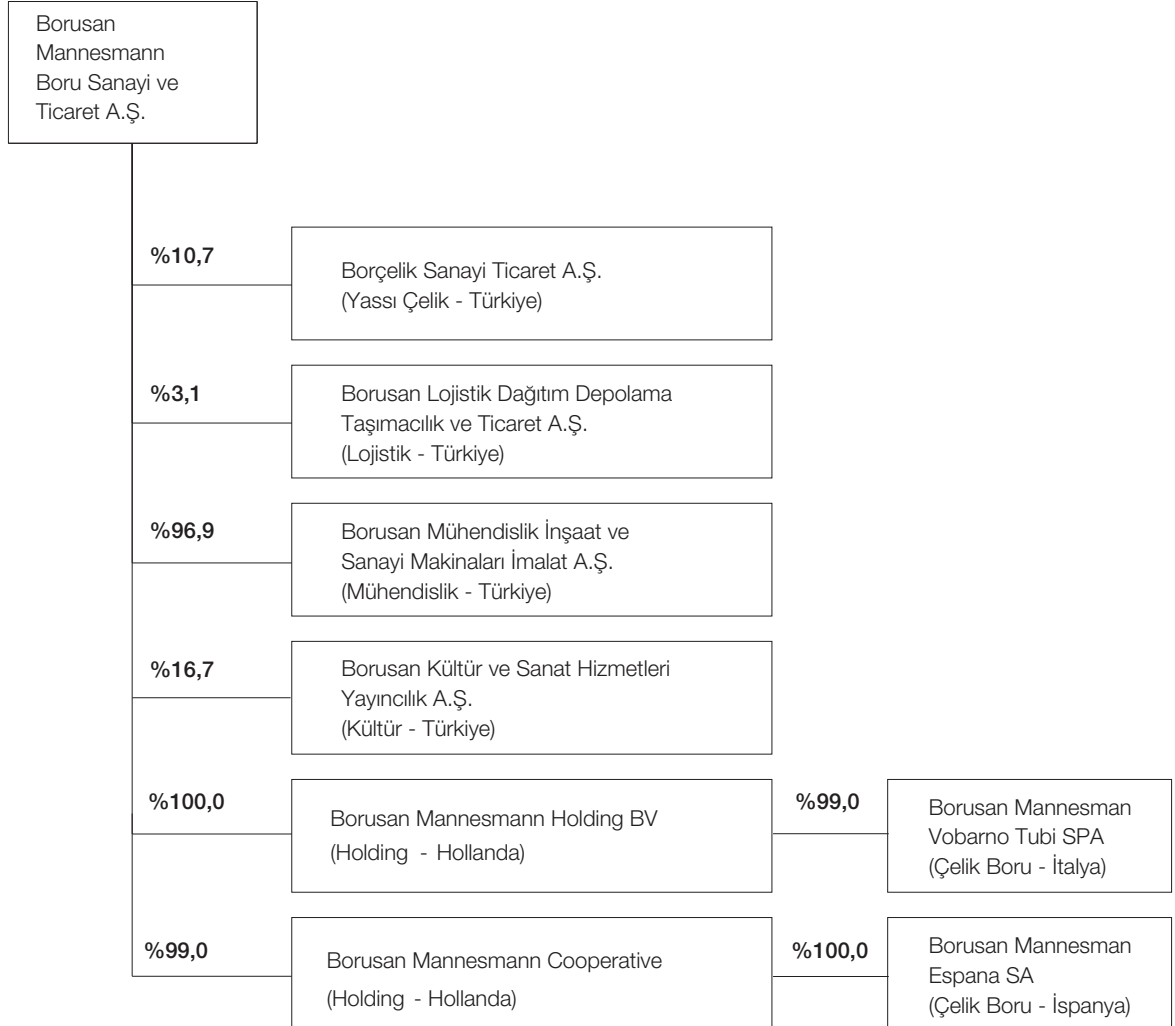 Borusan
Mannesmann
Boru Sanayi ve
Ticaret A.Ş.
%10,7
Borçelik Sanayi Ticaret A.Ş.
(Yassı Çelik - Türkiye)
%3,1
Borusan Lojistik Dağıtım Depolama
Taşımacılık ve Ticaret A.Ş.
(Lojistik - Türkiye)
%96,9
Borusan Mühendislik İnşaat ve
Sanayi Makinaları İmalat A.Ş.
(Mühendislik - Türkiye)
%16,7
Borusan Kültür ve Sanat Hizmetleri
Yayıncılık A.Ş.
(Kültür - Türkiye)
%100,0
Borusan Mannesmann Holding BV
(Holding - Hollanda)
%99,0
Borusan Mannesman
Vobarno Tubi SPA
(Çelik Boru - İtalya)
%99,0
Borusan Mannesmann Cooperative
(Holding - Hollanda)
%100,0
Borusan Mannesman
Espana SA
(Çelik Boru - İspanya)